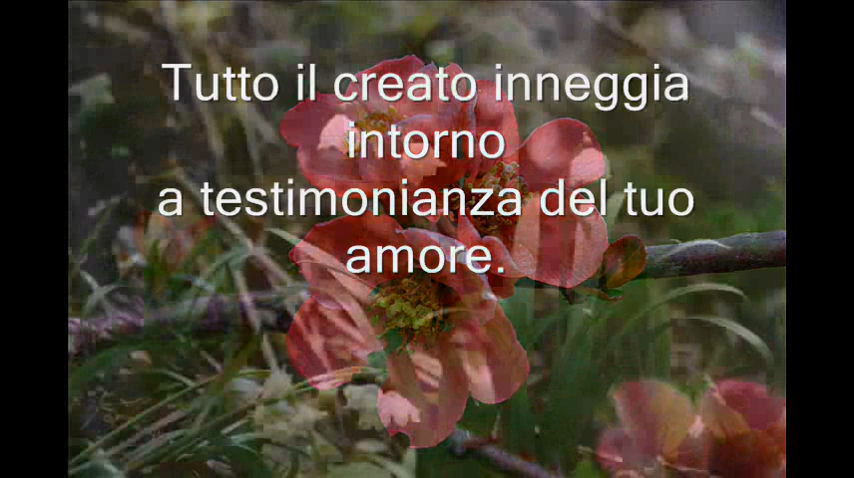 Tutto il creato inneggia
intorno
a testimonianza del tuo
amore.